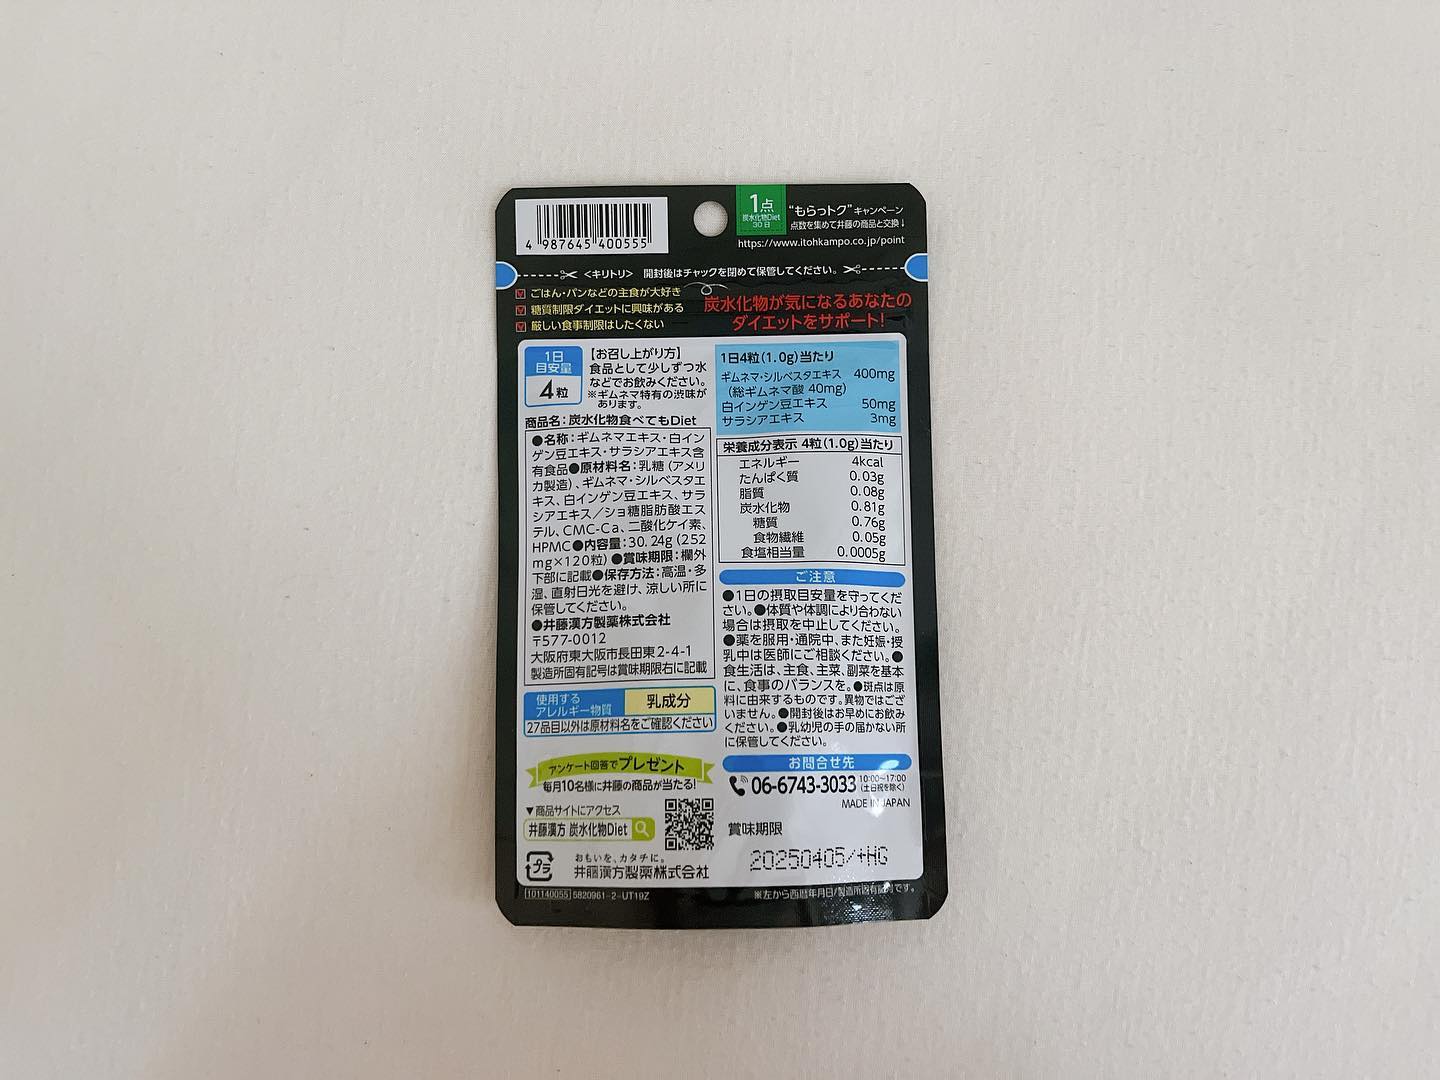 4 987645 400555
1点
炭水化物Diet
30日
“もらっトク”キャンペーン
点数を集めて井藤の商品と交換!
https://www.itohkampo.co.jp/point
<キリトリ> 開封後はチャックを閉めて保管してください。
ごはん・パンなどの主食が大好き
糖質制限ダイエットに興味がある
厳しい食事制限はしたくない
炭水化物が気になるあなたの
ダイエットをサポート!
1日
目安量
4粒
【お召し上がり方】
食品として少しずつ水
などでお飲みください。
※ギムネマ特有の渋味が
あります。
商品名:炭水化物食べてもDiet
●名称:ギムネマエキス・白イン
ゲン豆エキス・サラシアエキス含
有食品●原材料名:乳糖(アメリ
カ製造)、ギムネマ・シルベスタエ
キス、白インゲン豆エキス、サラ
シアエキス/ショ糖脂肪酸エス
テル、CMC-Ca、二酸化ケイ素、
HPMC●内容量:30.24g(252
mg×120粒)●賞味期限:欄外
下部に記載●保存方法:高温・多
湿、直射日光を避け、涼しい所に
保管してください。
●井藤漢方製薬株式会社
〒577-0012
大阪府東大阪市長田東2-4-1
製造所固有記号は賞味期限右に記載
使用する
アレルギー物質
乳成分
27品目以外は原材料名をご確認ください
アンケート回答でプレゼント
毎月10名様に井藤の商品が当たる!
▼商品サイトにアクセス
井藤漢方 炭水化物Diet
プラ
おもいを、カタチに。
井藤漢方製薬株式会社
101140055 5820961-2-UT19Z
1日4粒(1.0g)当たり
ギムネマ・シルベスタエキス 400mg
(総ギムネマ酸 40mg)
白インゲン豆エキス 50mg
サラシアエキス 3mg
栄養成分表示 4粒(1.0g)当たり
エネルギー 4kcal
たんぱく質 0.03g
脂質 0.08g
炭水化物 0.81g
糖質 0.76g
食物繊維 0.05g
食塩相当量 0.0005g
ご注意
●1日の摂取目安量を守ってくだ
さい。●体質や体調により合わない
場合は摂取を中止してください。
●薬を服用・通院中、また妊娠・授
乳中は医師にご相談ください。●
食生活は、主食、主菜、副菜を基本
に、食事のバランスを。●斑点は原
料に由来するものです。異物ではござ
いません。●開封後はお早めにお飲み
ください。●乳幼児の手の届かない所
に保管してください。
お問合せ先
06-6743-3033 10:00〜17:00
(土日祝を除く)
MADE IN JAPAN
賞味期限
20250405/+HG
※左から西暦年月日/製造所固有記号です。